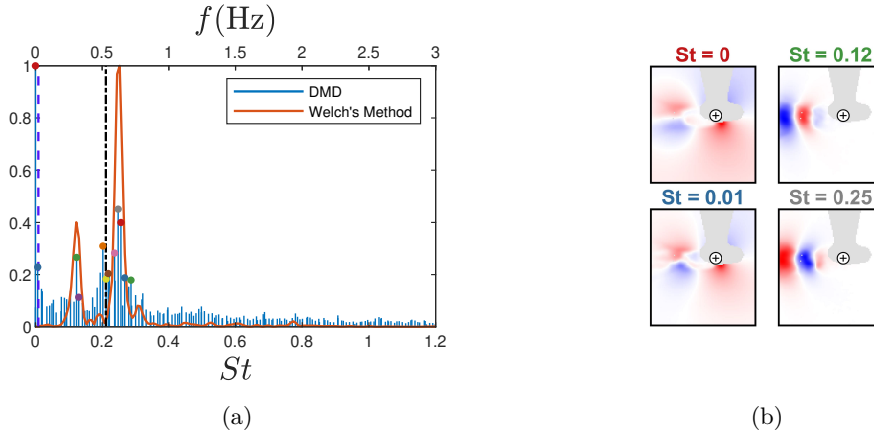 f(Hz)
0 0.5 1 1.5 2 2.5 3
1
0.8
0.6
0.4
0.2
0
DMD
Welch's Method
0 0.2 0.4 0.6 0.8 1 1.2
St
(a)
St = 0 St = 0.12
St = 0.01 St = 0.25
(b)